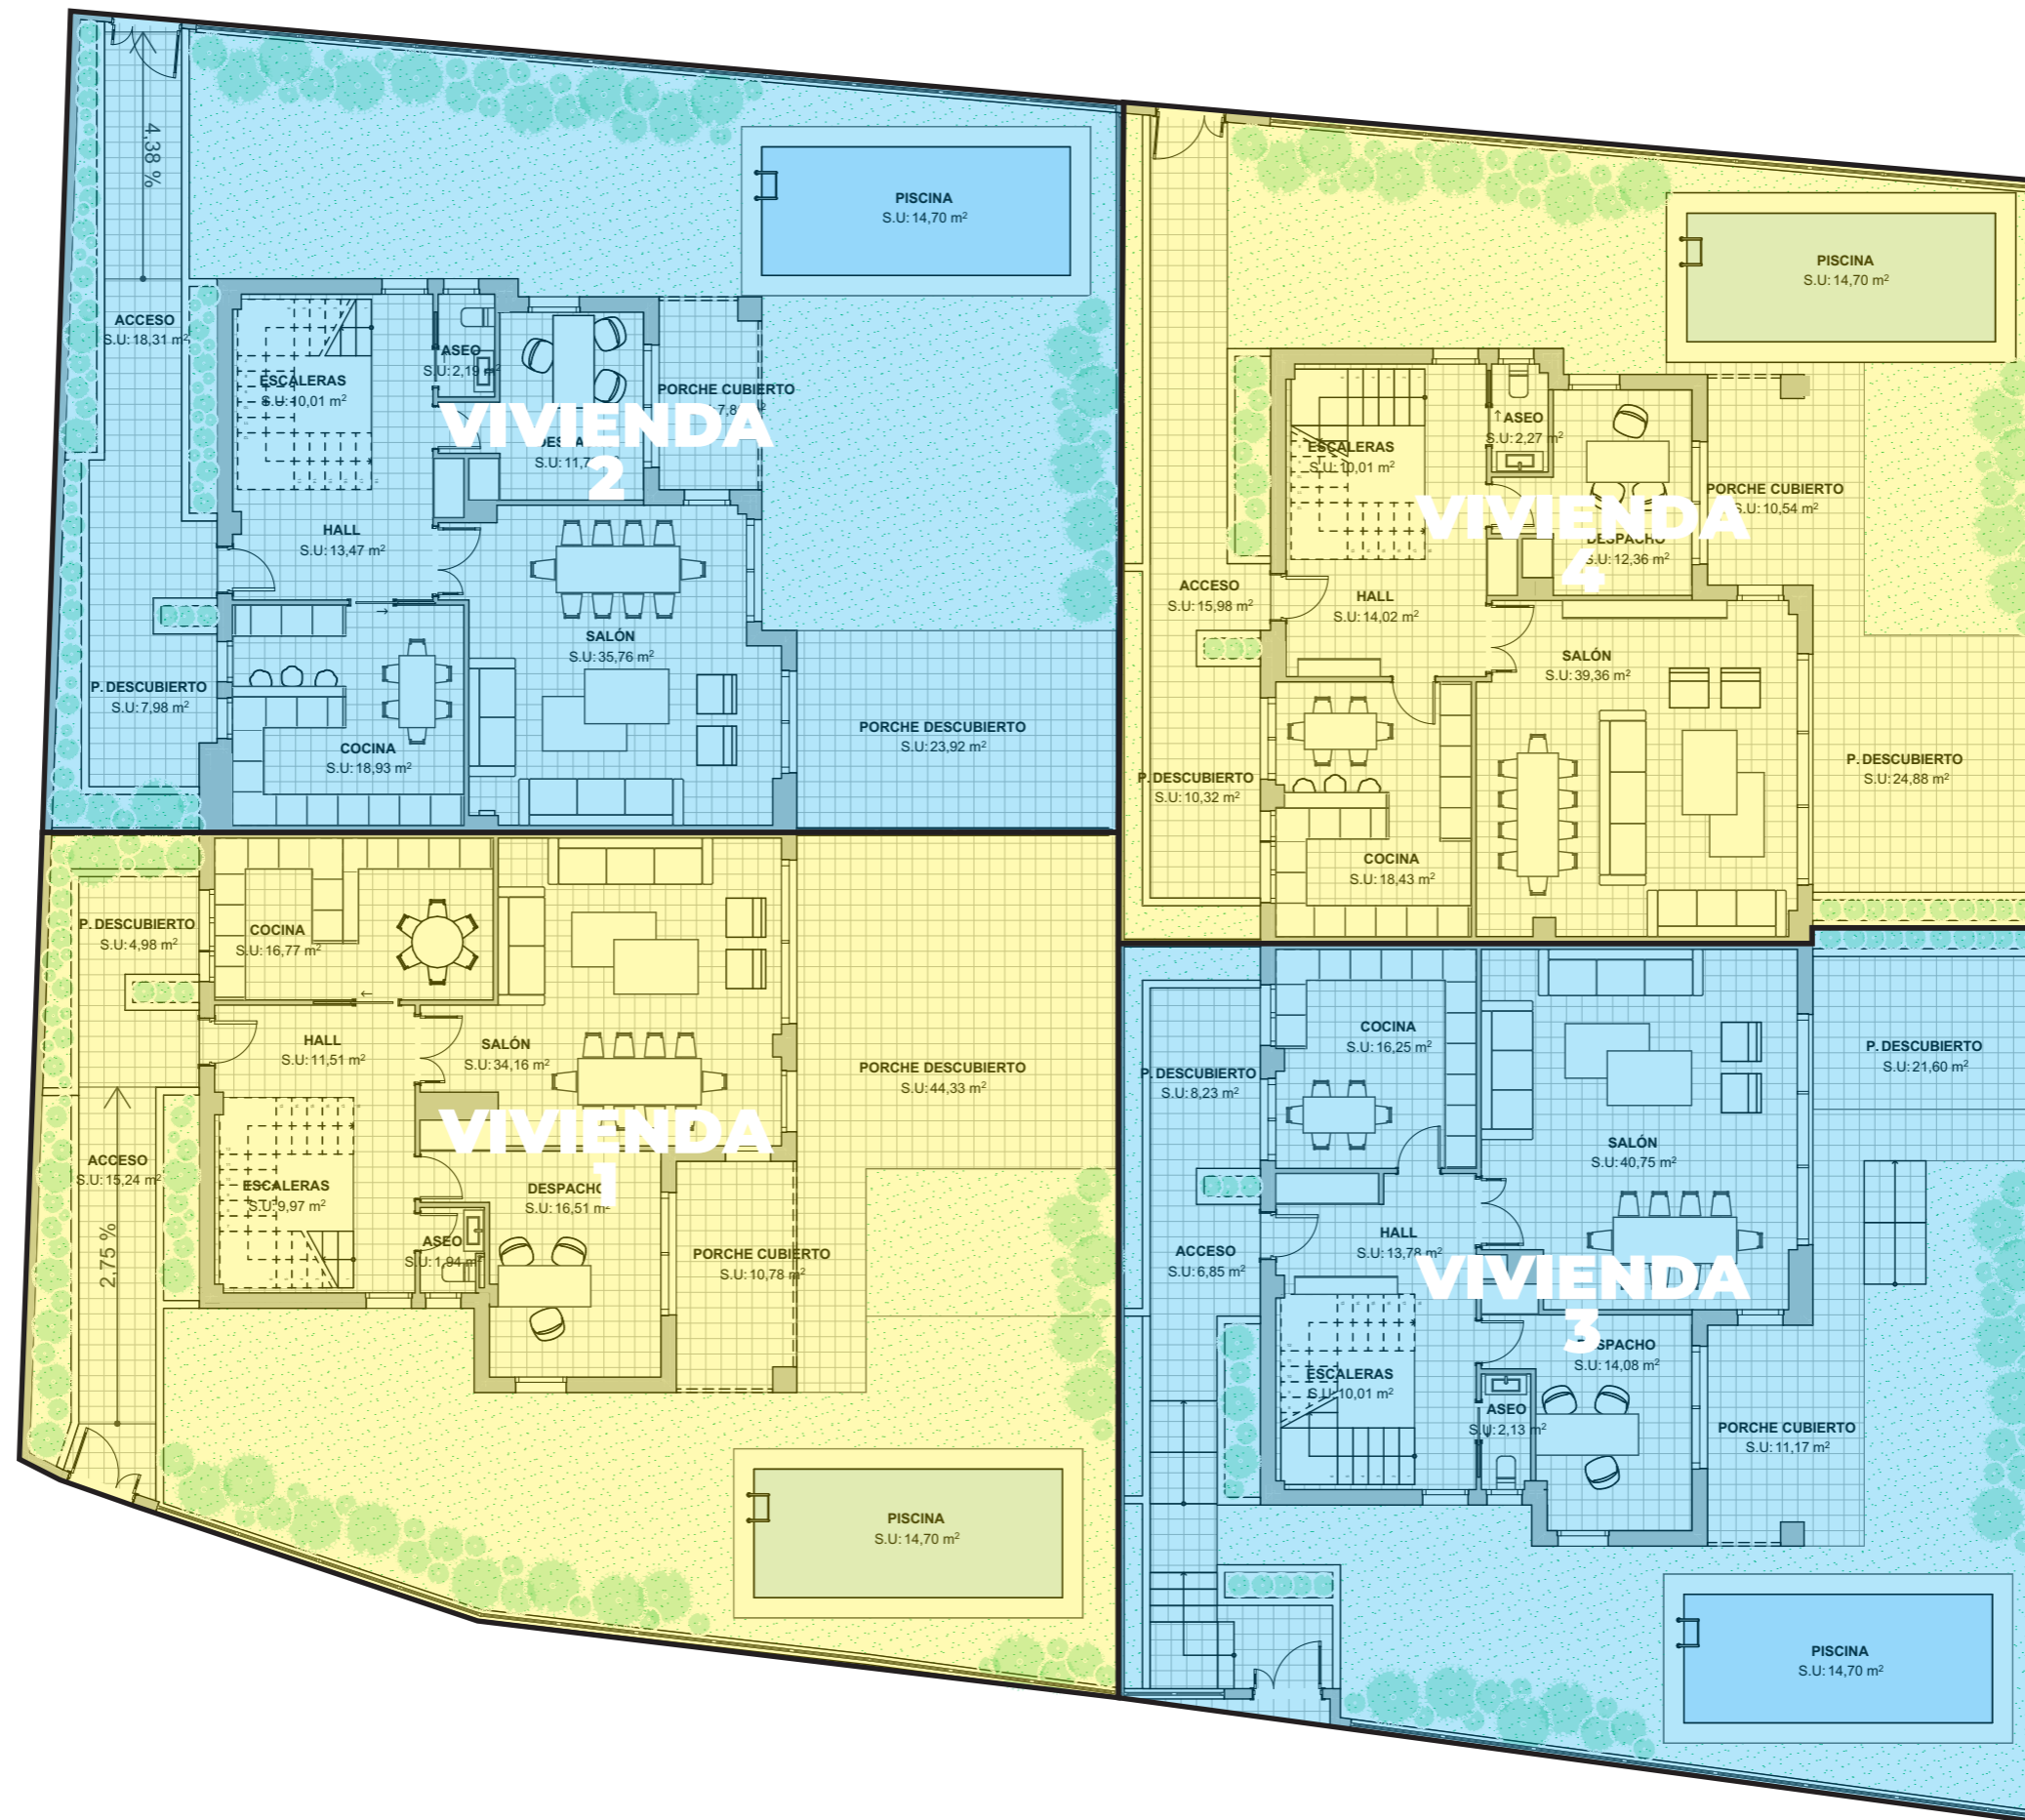 4,38 %
PISCINA
S.U: 14,70 m²
ACCESO
S.U: 18,31 m²
ESCALERAS
S.U: 10,01 m²
ASEO
S.U: 2,19 m²
PORCHE CUBIERTO
VIVIENDA
2
HALL
S.U: 13,47 m²
SALÓN
S.U: 35,76 m²
P. DESCUBIERTO
S.U: 7,98 m²
COCINA
S.U: 18,93 m²
PORCHE DESCUBIERTO
S.U: 23,92 m²
PISCINA
S.U: 14,70 m²
ESCALERAS
S.U: 10,01 m²
ASEO
S.U: 2,27 m²
PORCHE CUBIERTO
S.U: 10,54 m²
VIVIENDA
4
DESPACHO
S.U: 12,36 m²
ACCESO
S.U: 15,98 m²
HALL
S.U: 14,02 m²
SALÓN
S.U: 39,36 m²
P. DESCUBIERTO
S.U: 10,32 m²
COCINA
S.U: 18,43 m²
P. DESCUBIERTO
S.U: 24,88 m²
P. DESCUBIERTO
S.U: 4,98 m²
COCINA
S.U: 16,77 m²
HALL
S.U: 11,51 m²
SALÓN
S.U: 34,16 m²
PORCHE DESCUBIERTO
S.U: 44,33 m²
VIVIENDA
1
ACCESO
S.U: 15,24 m²
2,75 %
ESCALERAS
S.U: 9,97 m²
DESPACHO
S.U: 16,51 m²
ASEO
S.U: 1,94 m²
PORCHE CUBIERTO
S.U: 10,78 m²
PISCINA
S.U: 14,70 m²
COCINA
S.U: 16,25 m²
P. DESCUBIERTO
S.U: 21,60 m²
P. DESCUBIERTO
S.U: 8,23 m²
SALÓN
S.U: 40,75 m²
ACCESO
S.U: 6,85 m²
HALL
S.U: 13,78 m²
VIVIENDA
3
SPACHO
S.U: 14,08 m²
ESCALERAS
S.U: 10,01 m²
ASEO
S.U: 2,13 m²
PORCHE CUBIERTO
S.U: 11,17 m²
PISCINA
S.U: 14,70 m²